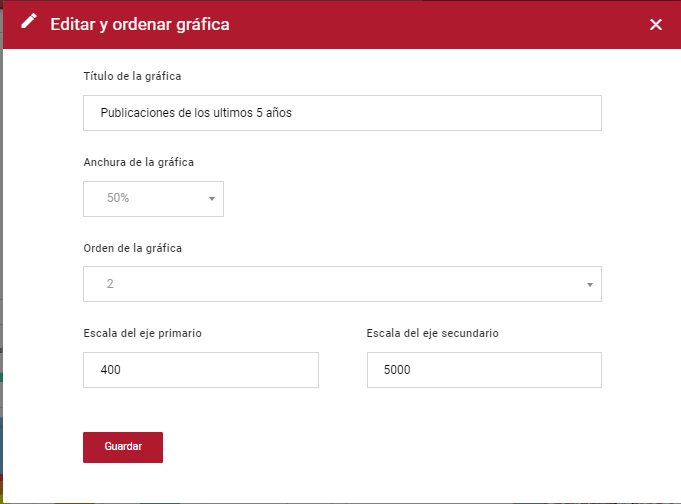 Editar y ordenar gráfica
Título de la gráfica
Publicaciones de los ultimos 5 años
Anchura de la gráfica
50%
Orden de la gráfica
2
Escala del eje primario
Escala del eje secundario
400
5000
Guardar